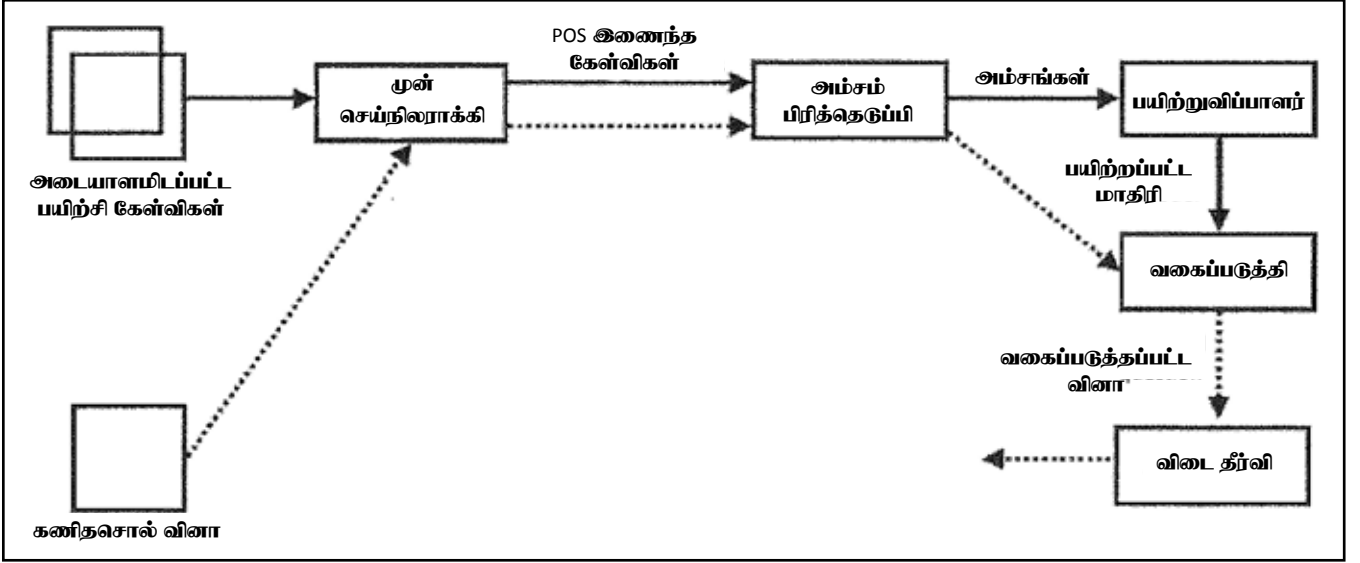 POS இணைந்த
கேள்விகள்
முன்
செய்நிலராக்கி
அம்சம்
பிரித்தெடுப்பி
அம்சங்கள்
பயிற்றுவிப்பாளர்
அடையாளமிடப்பட்ட
பயிற்சி கேள்விகள்
பயிற்றப்பட்ட
மாதிரி
வகைப்படுத்தி
வகைப்படுத்தப்பட்ட
வினா
விடை தீர்வி
கணிதசொல் வினா